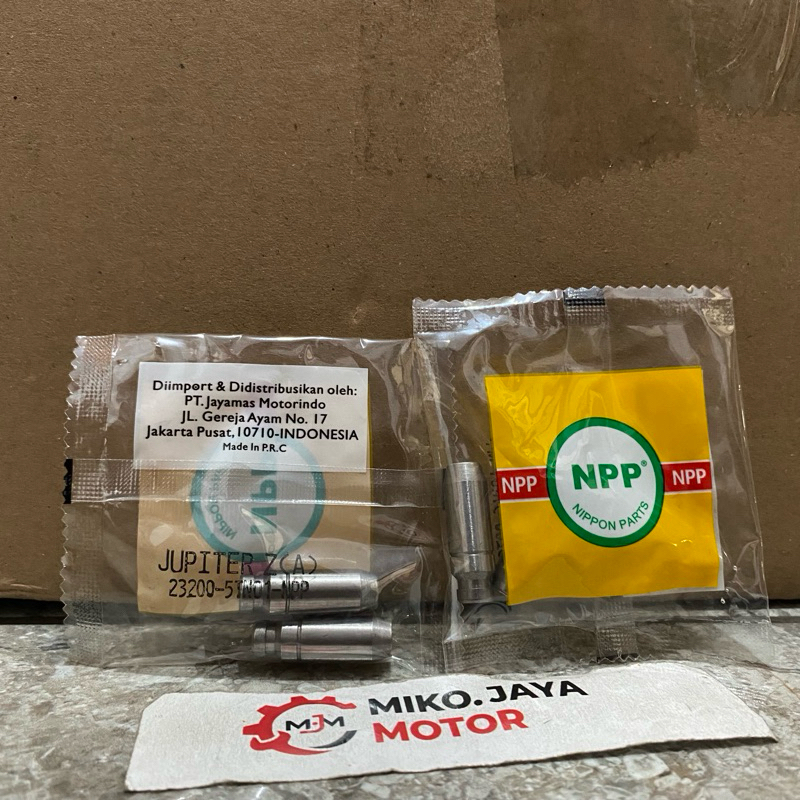 Diimport & Didistribusikan oleh:
PT. Jayamas Motorindo
JL. Gereja Ayam No. 17
Jakarta Pusat, 10710-INDONESIA
Made In P.R.C
JUPITER Z(A)
NPP
NPP®
NPP
NIPPON PARTS
MJM
MIKO.JAYA
MOTOR